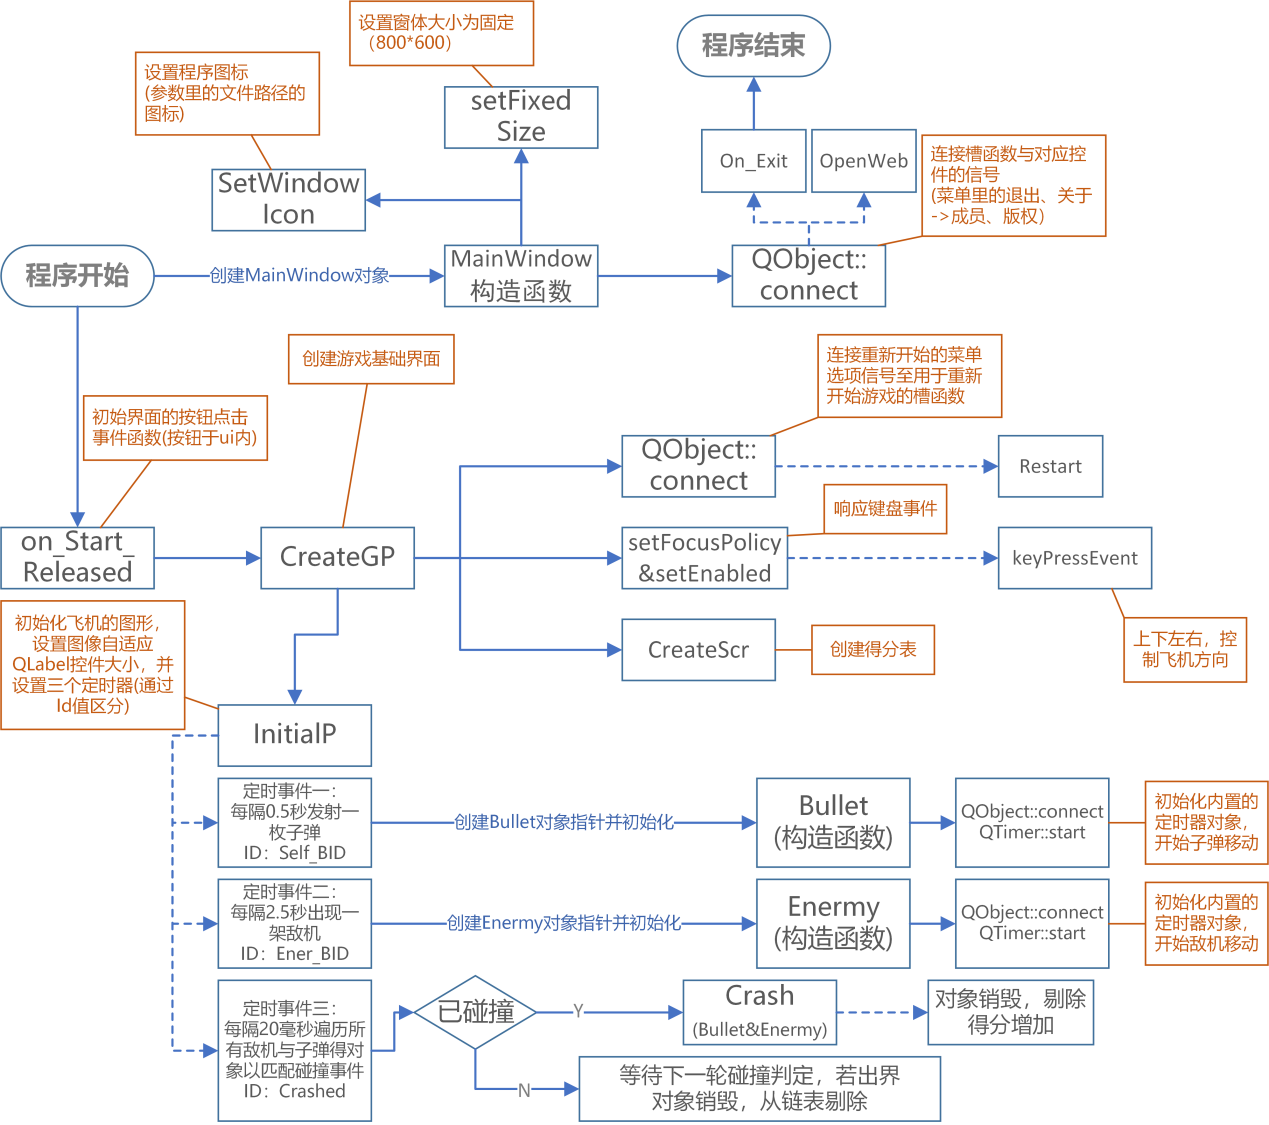 设置窗体大小为固定
（800*600）
程序结束
设置程序图标
(参数里的文件路径的
图标)
setFixed
Size
On_Exit
OpenWeb
连接槽函数与对应控
件的信号
(菜单里的退出、关于
->成员、版权）
SetWindow
Icon
程序开始
创建MainWindow对象
MainWindow
构造函数
QObject::
connect
创建游戏基础界面
连接重新开始的菜单
选项信号至用于重新
开始游戏的槽函数
初始界面的按钮点击
事件函数(按钮于ui内)
QObject::
connect
Restart
响应键盘事件
on_Start_
Released
CreateGP
setFocusPolicy
&setEnabled
keyPressEvent
初始化飞机的图形，
设置图像自适应
QLabel控件大小，并
设置三个定时器(通过
Id值区分)
CreateScr
创建得分表
上下左右，控
制飞机方向
InitialP
定时事件一：
每隔0.5秒发射一
枚子弹
ID：Self_BID
创建Bullet对象指针并初始化
Bullet
(构造函数)
QObject::connect
QTimer::start
初始化内置的
定时器对象，
开始子弹移动
定时事件二：
每隔2.5秒出现一
架敌机
ID：Ener_BID
创建Enermy对象指针并初始化
Enermy
(构造函数)
QObject::connect
QTimer::start
初始化内置的
定时器对象，
开始敌机移动
定时事件三：
每隔20毫秒遍历所
有敌机与子弹得对
象以匹配碰撞事件
ID：Crashed
已碰撞
Y
Crash
(Bullet&Enermy)
对象销毁，剔除
得分增加
N
等待下一轮碰撞判定，若出界
对象销毁，从链表剔除